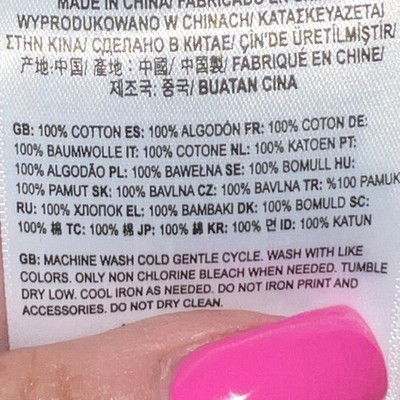 MADE IN CHINA/ FABRICADO EN
WYPRODUKOWANO W CHINACH/ ΚΑΤΑΣΚΕΥΑΖΕΤΑΙ
ΣΤΗΝ ΚΙΝΑ/ СДЕЛАНО В КИТАЕ/ ÇİN'DE ÜRETİLMİŞTİR/
产地:中国/ 產地:中國/ 中国製/ FABRIQUÉ EN CHINE/
제조국: 중국/ BUATAN CINA
GB: 100% COTTON ES: 100% ALGODÓN FR: 100% COTON DE:
100% BAUMWOLLE IT: 100% COTONE NL: 100% KATOEN PT:
100% ALGODÃO PL: 100% BAWEŁNA SE: 100% BOMULL HU:
100% PAMUT SK: 100% BAVLNA CZ: 100% BAVLNA TR: %100 PAMUK
RU: 100% ХЛОПОК EL: 100% BAMBAKI DK: 100% BOMULD SC:
100% 棉 TC: 100% 棉 JP: 100% 綿 KR: 100% 면 ID: 100% KATUN
GB: MACHINE WASH COLD GENTLE CYCLE. WASH WITH LIKE
COLORS. ONLY NON CHLORINE BLEACH WHEN NEEDED. TUMBLE
DRY LOW. COOL IRON AS NEEDED. DO NOT IRON PRINT AND
ACCESSORIES. DO NOT DRY CLEAN.